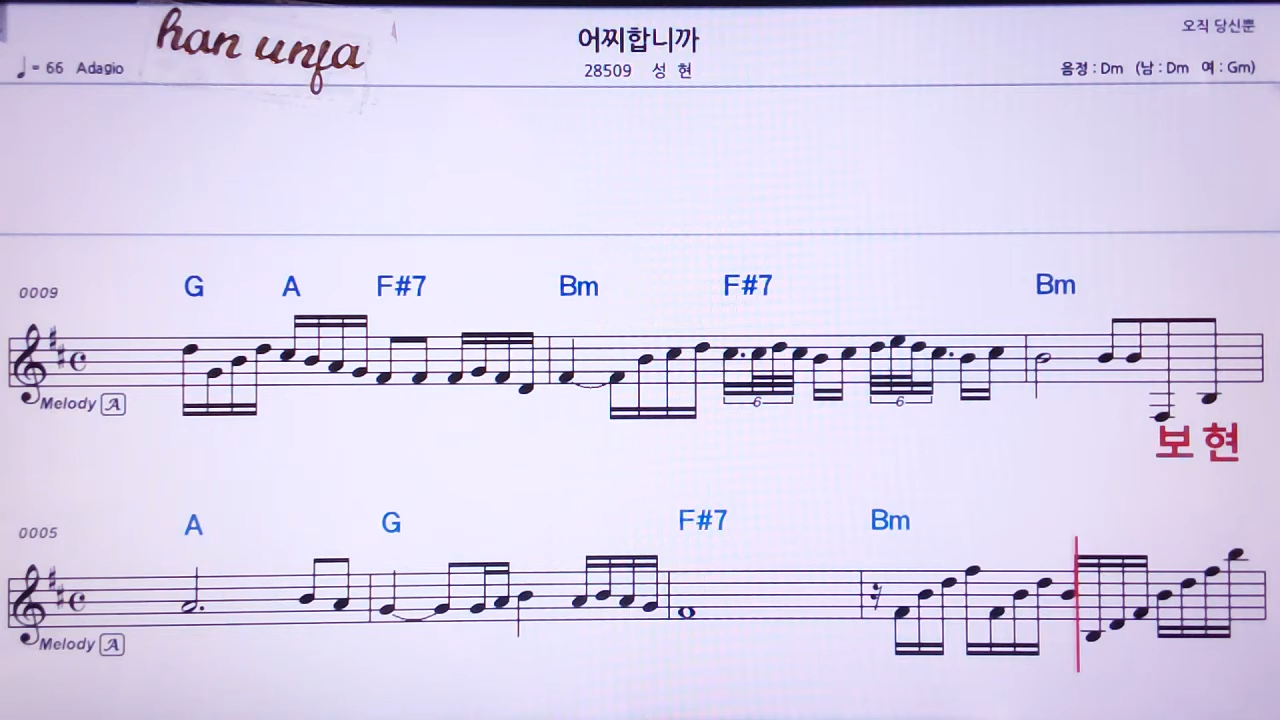 han unfa
어찌합니까
오직 당신뿐
♩= 66 Adagio
28509 성 현
음정 : Dm (남 : Dm 여 : Gm)
0009
G A F#7 Bm F#7 Bm
c
6 6
Melody A
보 현
0005
A G F#7 Bm
c
Melody A